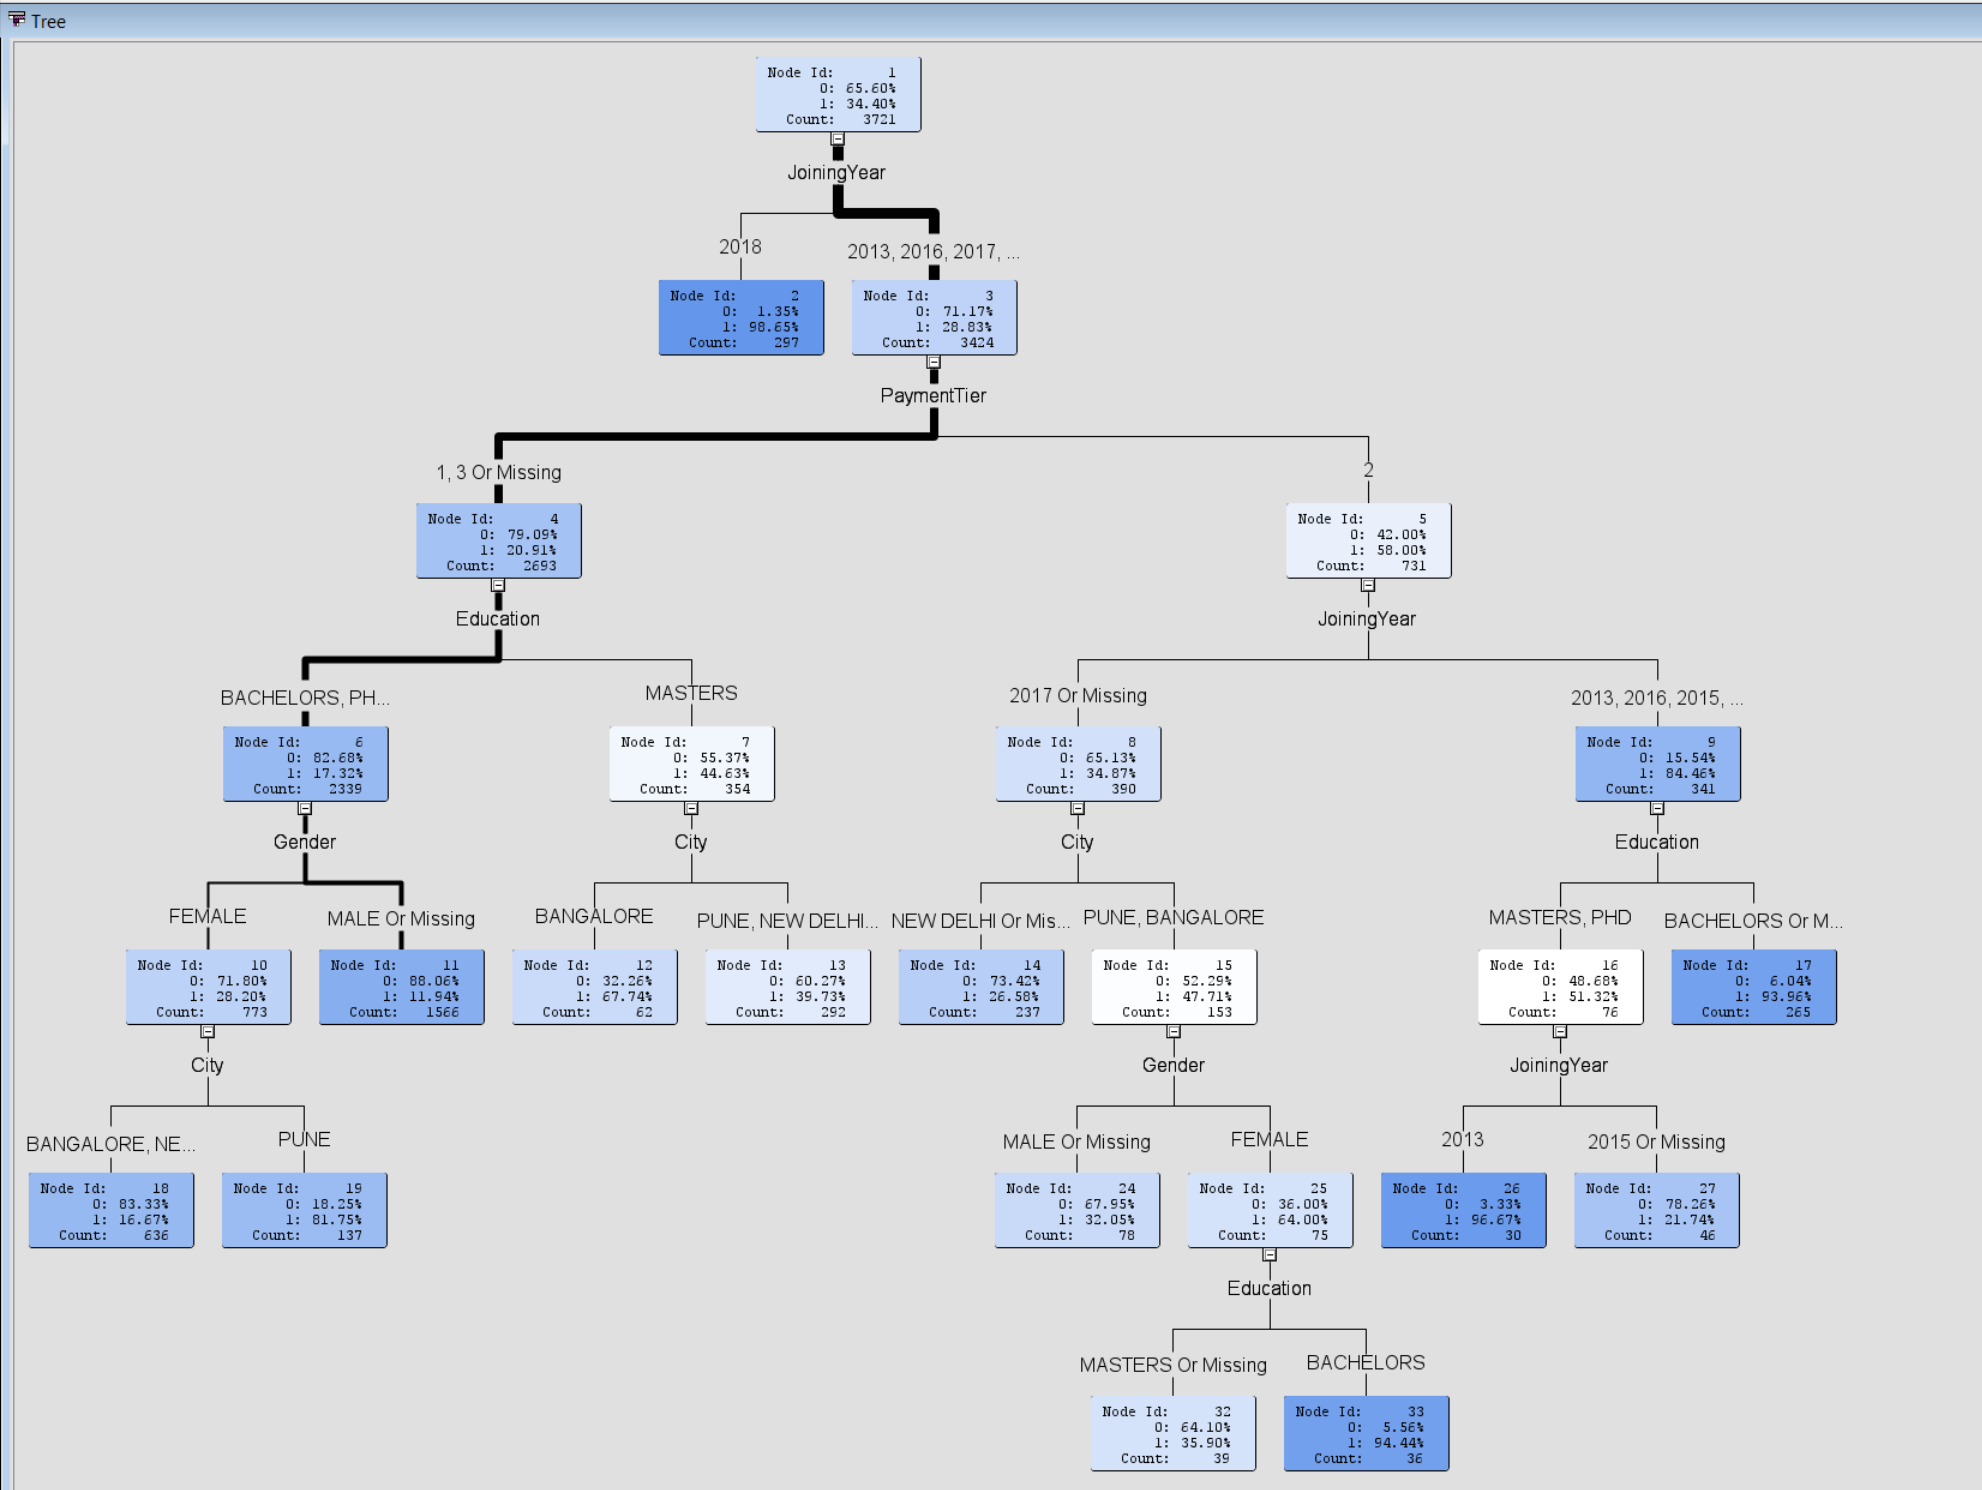 Tree
Node Id: 1
0: 65.60%
1: 34.40%
Count: 3721
JoiningYear
2018
2013, 2016, 2017, ...
Node Id: 2
0: 1.35%
1: 98.65%
Count: 297
Node Id: 3
0: 71.17%
1: 28.83%
Count: 3424
PaymentTier
1, 3 Or Missing
2
Node Id: 4
0: 79.09%
1: 20.91%
Count: 2693
Node Id: 5
0: 42.00%
1: 58.00%
Count: 731
Education
JoiningYear
BACHELORS, PH...
MASTERS
2017 Or Missing
2013, 2016, 2015, ...
Node Id: 6
0: 82.68%
1: 17.32%
Count: 2339
Node Id: 7
0: 55.37%
1: 44.63%
Count: 354
Node Id: 8
0: 65.13%
1: 34.87%
Count: 390
Node Id: 9
0: 15.54%
1: 84.46%
Count: 341
Gender
City
City
Education
FEMALE
MALE Or Missing
BANGALORE
PUNE, NEW DELHI...
NEW DELHI Or Mis...
PUNE, BANGALORE
MASTERS, PHD
BACHELORS Or M...
Node Id: 10
0: 71.80%
1: 28.20%
Count: 773
Node Id: 11
0: 88.06%
1: 11.94%
Count: 1566
Node Id: 12
0: 32.26%
1: 67.74%
Count: 62
Node Id: 13
0: 60.27%
1: 39.73%
Count: 292
Node Id: 14
0: 73.42%
1: 26.58%
Count: 237
Node Id: 15
0: 52.29%
1: 47.71%
Count: 153
Node Id: 16
0: 48.68%
1: 51.32%
Count: 76
Node Id: 17
0: 6.04%
1: 93.96%
Count: 265
City
Gender
JoiningYear
BANGALORE, NE...
PUNE
MALE Or Missing
FEMALE
2013
2015 Or Missing
Node Id: 18
0: 83.33%
1: 16.67%
Count: 636
Node Id: 19
0: 18.25%
1: 81.75%
Count: 137
Node Id: 24
0: 67.95%
1: 32.05%
Count: 78
Node Id: 25
0: 36.00%
1: 64.00%
Count: 75
Node Id: 26
0: 3.33%
1: 96.67%
Count: 30
Node Id: 27
0: 78.26%
1: 21.74%
Count: 46
Education
MASTERS Or Missing
BACHELORS
Node Id: 32
0: 64.10%
1: 35.90%
Count: 39
Node Id: 33
0: 5.56%
1: 94.44%
Count: 36